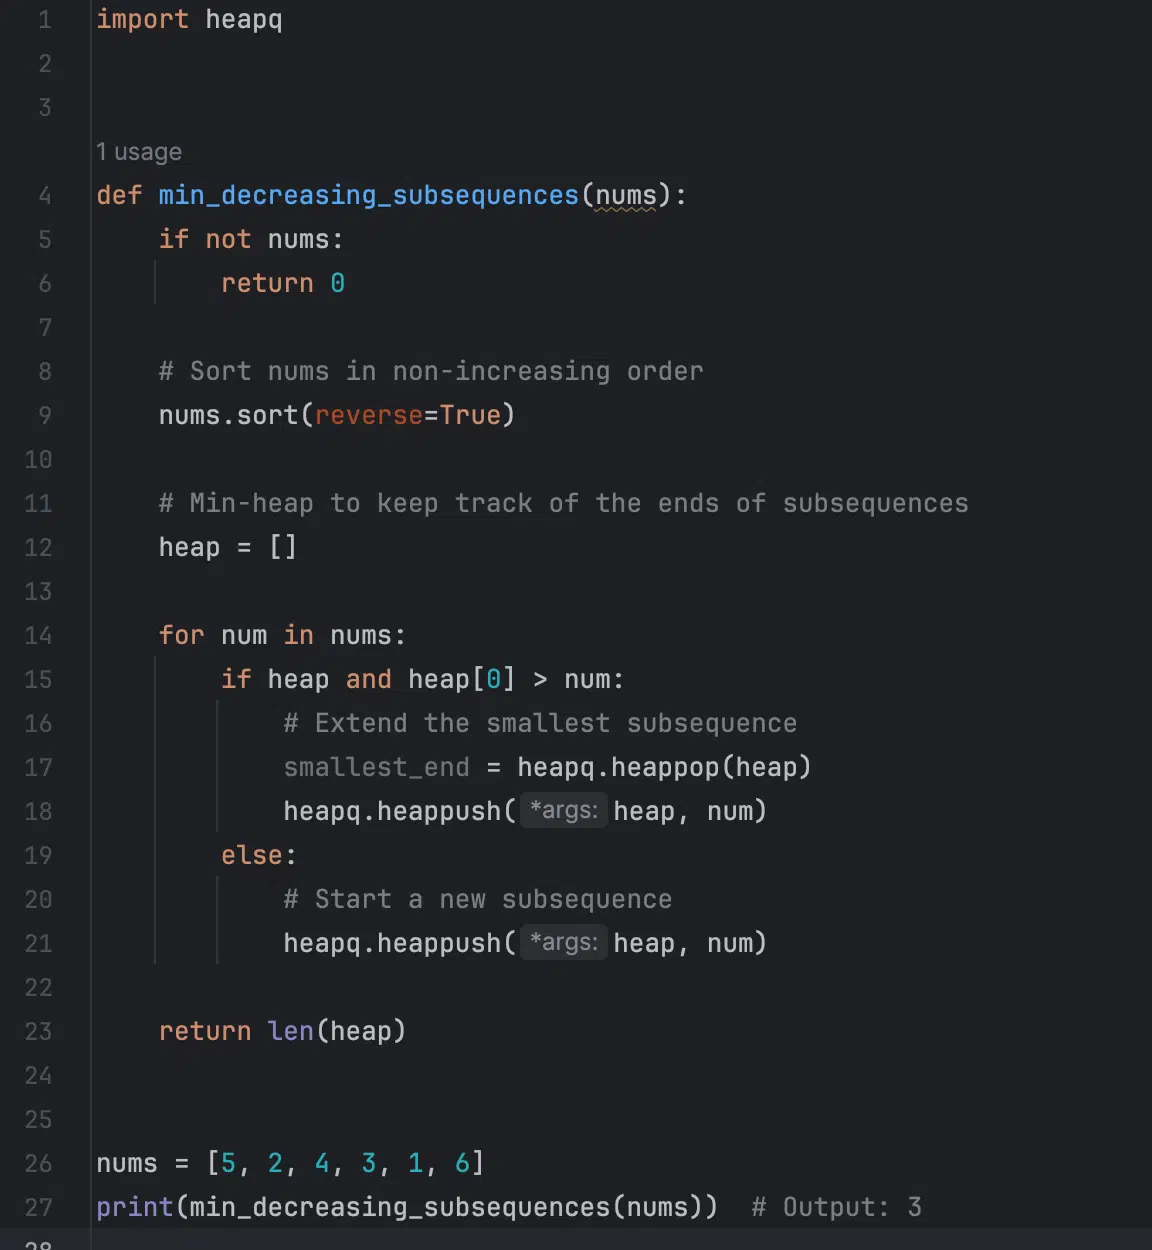 1 import heapq
2
3
1 usage
4 def min_decreasing_subsequences(nums):
5     if not nums:
6         return 0
7
8     # Sort nums in non-increasing order
9     nums.sort(reverse=True)
10
11     # Min-heap to keep track of the ends of subsequences
12     heap = []
13
14     for num in nums:
15         if heap and heap[0] > num:
16             # Extend the smallest subsequence
17             smallest_end = heapq.heappop(heap)
18             heapq.heappush( *args: heap, num)
19         else:
20             # Start a new subsequence
21             heapq.heappush( *args: heap, num)
22
23     return len(heap)
24
25
26 nums = [5, 2, 4, 3, 1, 6]
27 print(min_decreasing_subsequences(nums))  # Output: 3
28